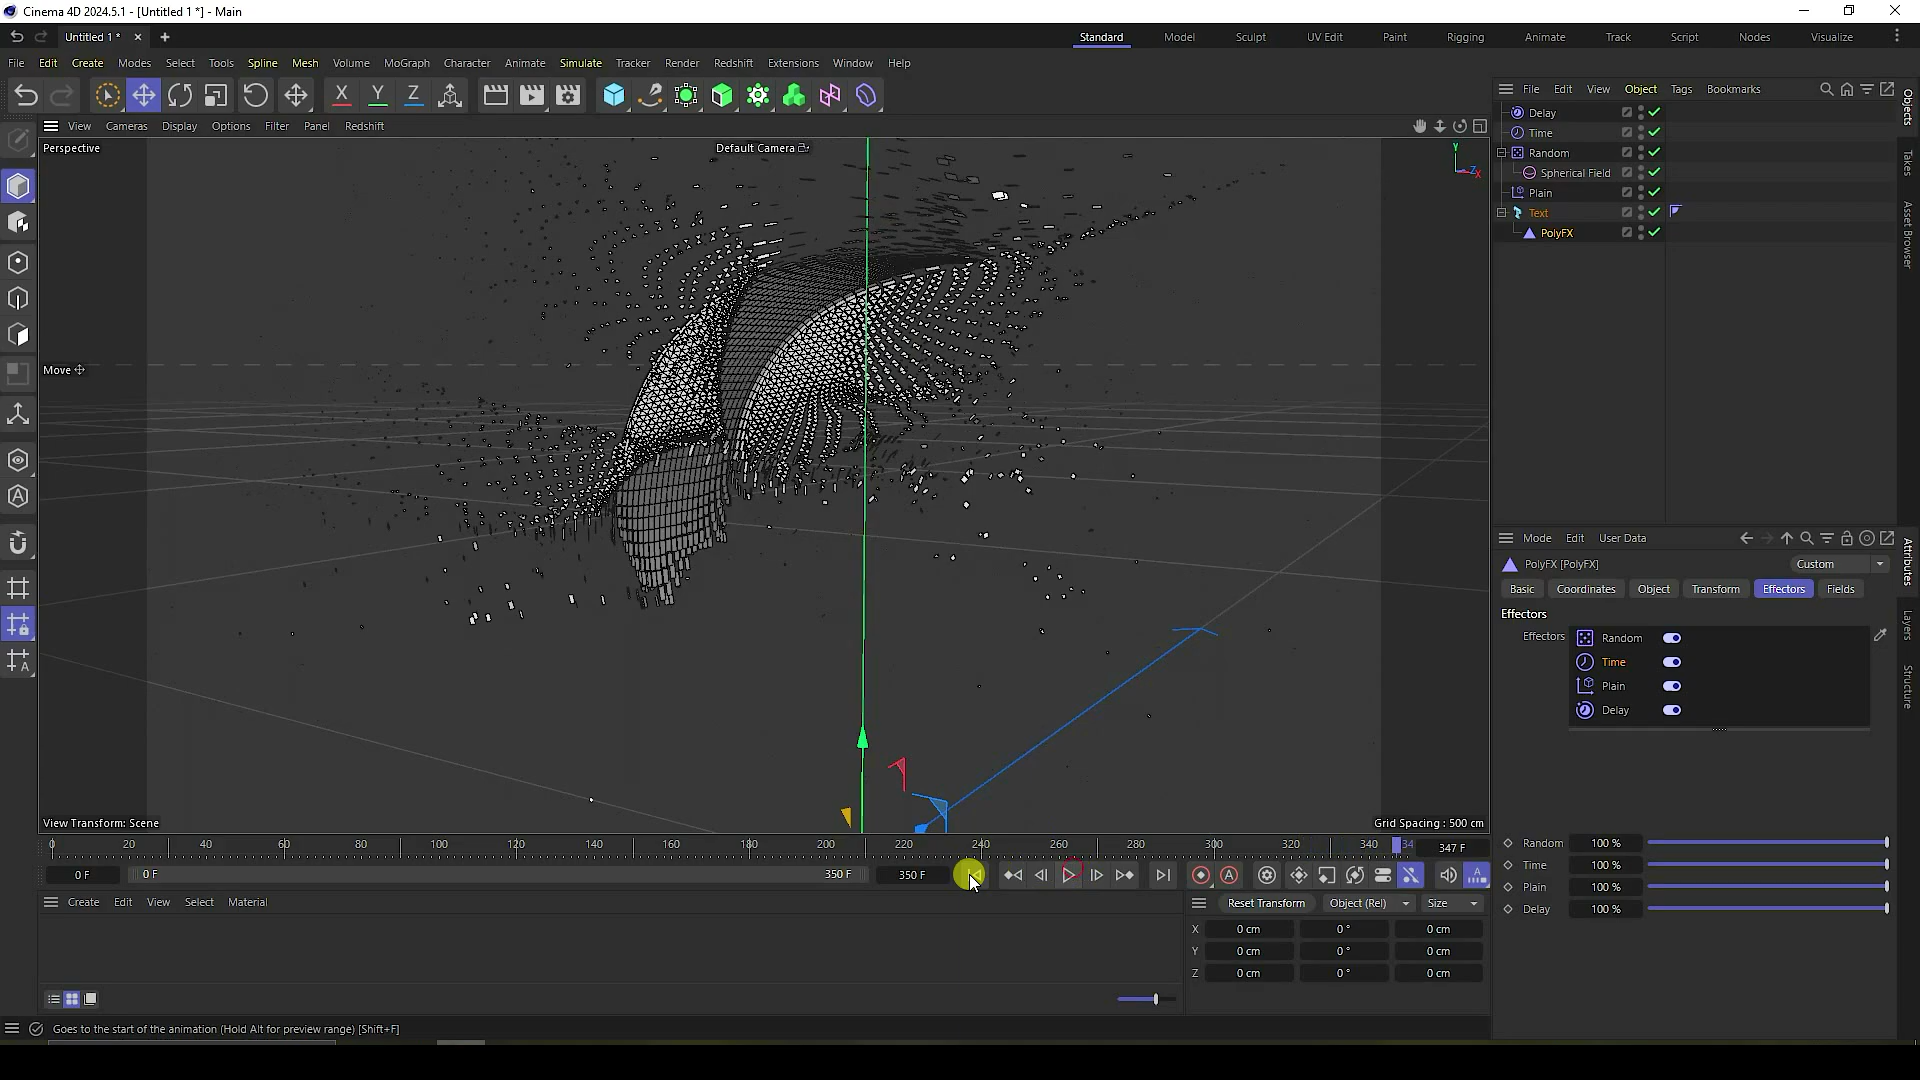 Cinema 4D 2024.5.1 - [Untitled 1 *] - Main
Untitled 1 *
Standard Model Sculpt UV Edit Paint Rigging Animate Track Script Nodes Visualize
File Edit Create Modes Select Tools Spline Mesh Volume MoGraph Character Animate Simulate Tracker Render Redshift Extensions Window Help
X Y Z
File Edit View Object Tags Bookmarks
View Cameras Display Options Filter Panel Redshift
Perspective
Default Camera
Y
Z
X
Move
Delay
Time
Random
Spherical Field
Plain
Text
PolyFX
Objects
Takes
Asset Browser
Mode Edit User Data
PolyFX [PolyFX]
Custom
Basic Coordinates Object Transform Effectors Fields
Effectors
Effectors
Random
Time
Plain
Delay
Random 100 %
Time 100 %
Plain 100 %
Delay 100 %
Attributes
Layers
Structure
View Transform: Scene
Grid Spacing : 500 cm
0 20 40 60 80 100 120 140 160 180 200 220 240 260 280 300 320 340 34
347 F
0 F
0 F
350 F
350 F
Create Edit View Select Material
Reset Transform Object (Rel) Size
X 0 cm 0 ° 0 cm
Y 0 cm 0 ° 0 cm
Z 0 cm 0 ° 0 cm
Goes to the start of the animation (Hold Alt for preview range) [Shift+F]